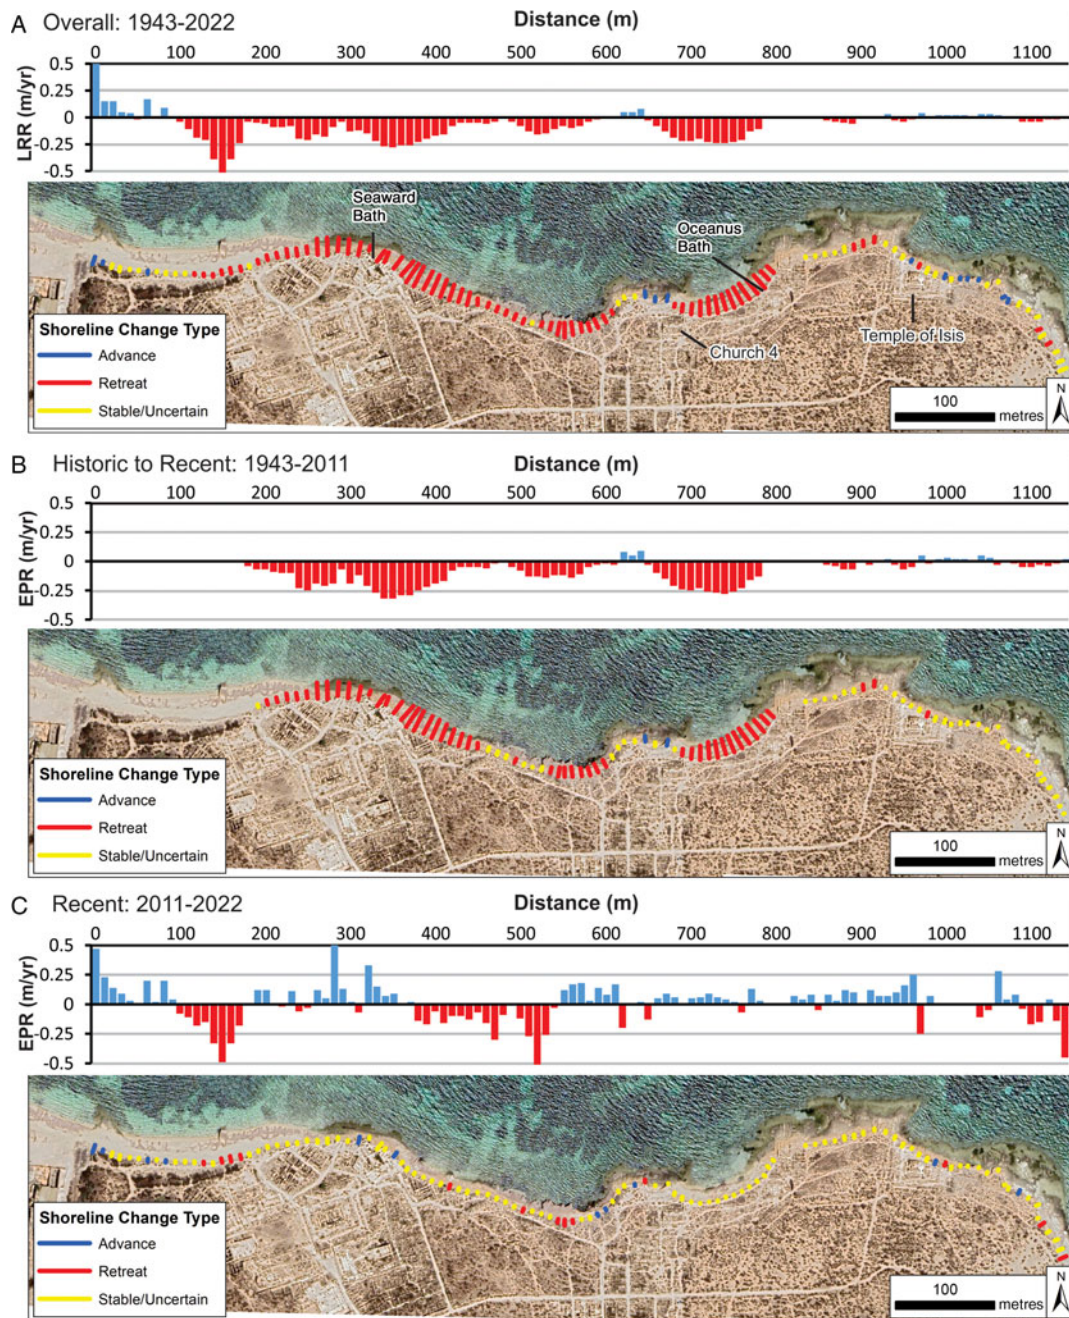 A Overall: 1943-2022
Distance (m)
0 100 200 300 400 500 600 700 800 900 1000 1100
LRR (m/yr)
0.5
0.25
0
-0.25
-0.5
Seaward
Bath
Oceanus
Bath
Church 4
Temple of Isis
Shoreline Change Type
Advance
Retreat
Stable/Uncertain
100
metres
N
B Historic to Recent: 1943-2011
Distance (m)
0 100 200 300 400 500 600 700 800 900 1000 1100
EPR (m/yr)
0.5
0.25
0
-0.25
-0.5
Shoreline Change Type
Advance
Retreat
Stable/Uncertain
100
metres
N
C Recent: 2011-2022
Distance (m)
0 100 200 300 400 500 600 700 800 900 1000 1100
EPR (m/yr)
0.5
0.25
0
-0.25
-0.5
Shoreline Change Type
Advance
Retreat
Stable/Uncertain
100
metres
N